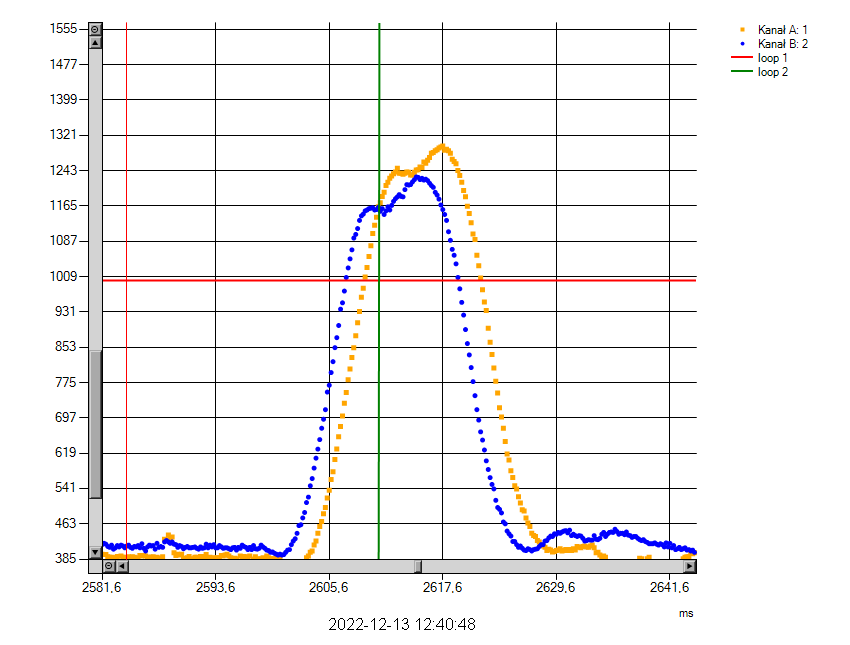 1555
1477
1399
1321
1243
1165
1087
1009
931
853
775
697
619
541
463
385
2581,6 2593,6 2605,6 2617,6 2629,6 2641,6
ms
2022-12-13 12:40:48
Kanał A: 1
Kanał B: 2
loop 1
loop 2